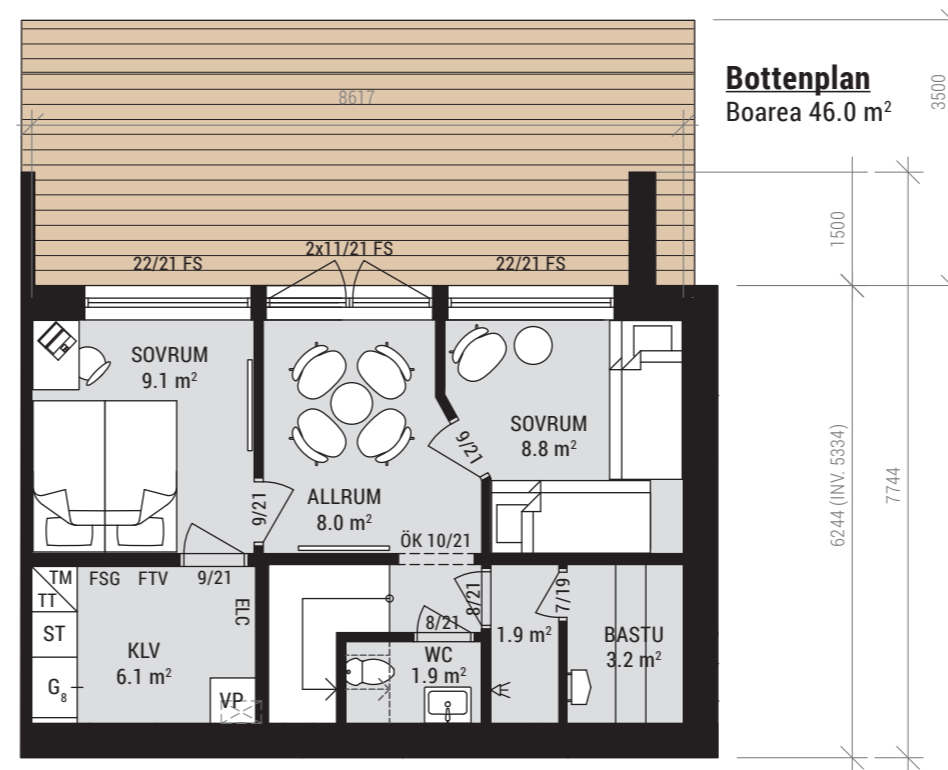 Bottenplan
Boarea 46.0 m²
8617
3500
1500
22/21 FS
2x11/21 FS
22/21 FS
SOVRUM
9.1 m²
SOVRUM
8.8 m²
9/21
9/21
ALLRUM
8.0 m²
ÖK 10/21
6244 (INV. 5334)
7744
TM
TT
FSG
FTV
9/21
ELC
ST
KLV
6.1 m²
G₈
VP
8/21
8/21
WC
1.9 m²
1.9 m²
7/19
BASTU
3.2 m²